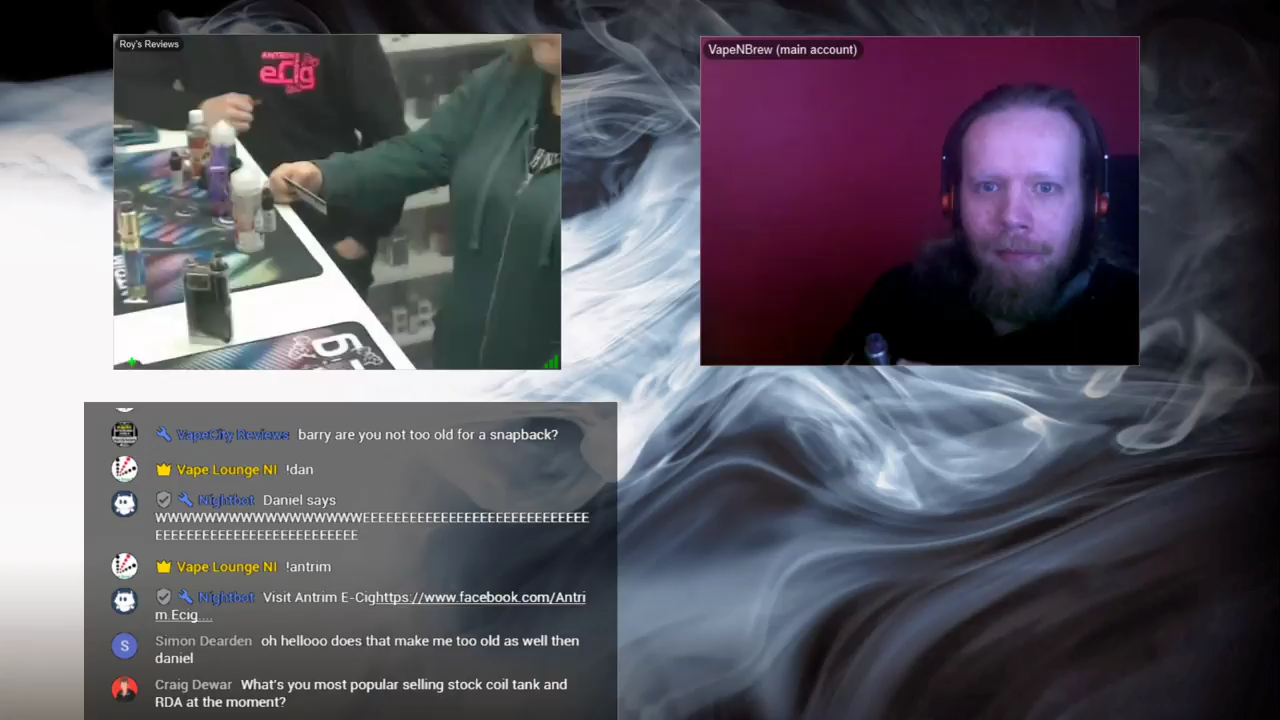 Roy's Reviews
VapeNBrew (main account)
ANTRIM
eCig
VapeCity Reviews barry are you not too old for a snapback?
Vape Lounge NI !dan
Nightbot Daniel says
WWWWWWWWWWWWWWWWWEEEEEEEEEEEEEEEEEEEEEEEEEEEEE
EEEEEEEEEEEEEEEEEEEEEEEEEE
Vape Lounge NI !antrim
Nightbot Visit Antrim E-Cighttps://www.facebook.com/Antri
m.Ecig....
S
Simon Dearden oh hellooo does that make me too old as well then
daniel
Craig Dewar What's you most popular selling stock coil tank and
RDA at the moment?